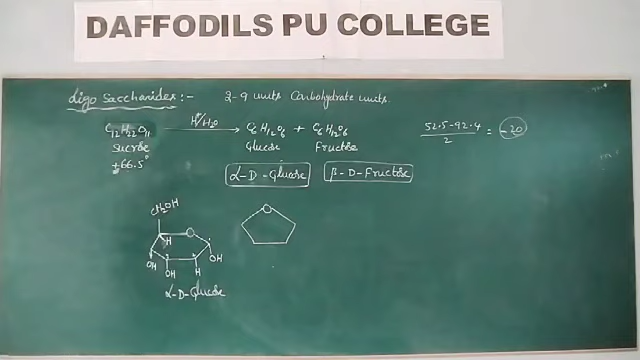 DAFFODILS PU COLLEGE
Oligo Saccharides:- 2-9 units Carbohydrate units.
C12H22O11 H+/H2O C6H12O6 + C6H12O6
Sucrose Glucose Fructose
+66.5°
52.5-92.4 / 2 = -20
α-D-Glucose β-D-Fructose
CH2OH
H
OH OH H OH
α-D-Glucose